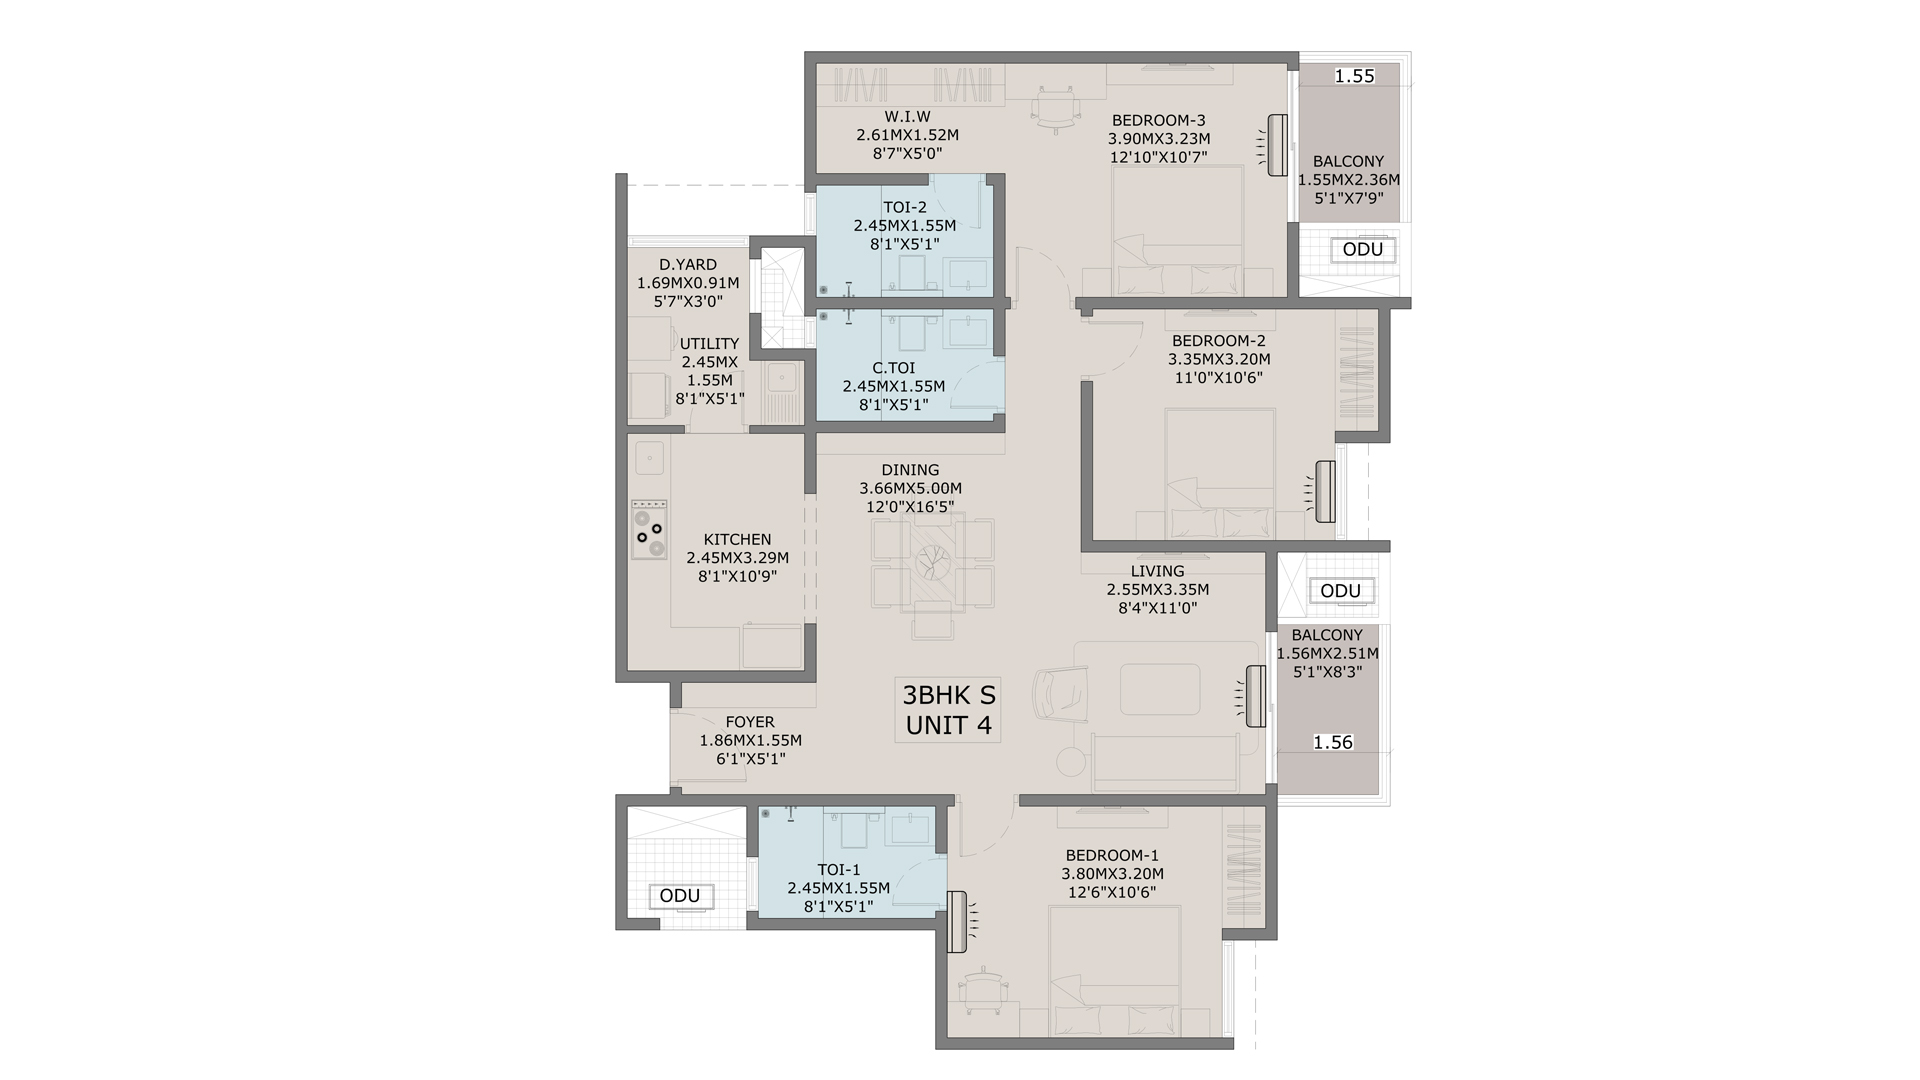 W.I.W
2.61MX1.52M
8'7"X5'0"
BEDROOM-3
3.90MX3.23M
12'10"X10'7"
1.55
BALCONY
1.55MX2.36M
5'1"X7'9"
ODU
TOI-2
2.45MX1.55M
8'1"X5'1"
D.YARD
1.69MX0.91M
5'7"X3'0"
UTILITY
2.45MX
1.55M
8'1"X5'1"
C.TOI
2.45MX1.55M
8'1"X5'1"
BEDROOM-2
3.35MX3.20M
11'0"X10'6"
DINING
3.66MX5.00M
12'0"X16'5"
KITCHEN
2.45MX3.29M
8'1"X10'9"
LIVING
2.55MX3.35M
8'4"X11'0"
ODU
BALCONY
1.56MX2.51M
5'1"X8'3"
1.56
3BHK S
UNIT 4
FOYER
1.86MX1.55M
6'1"X5'1"
TOI-1
2.45MX1.55M
8'1"X5'1"
ODU
BEDROOM-1
3.80MX3.20M
12'6"X10'6"